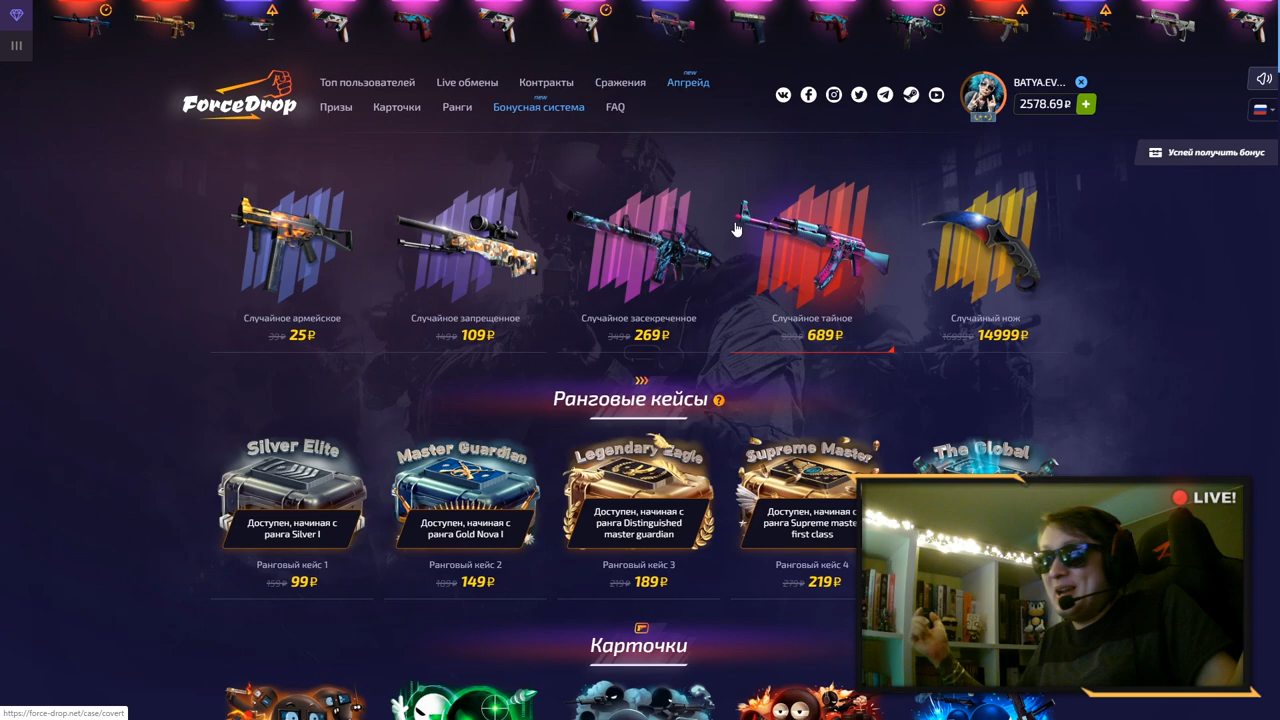 Топ пользователей
Live обмены
Контракты
Сражения
new
Апгрейд
Призы
Карточки
Ранги
new
Бонусная система
FAQ
ForceDrop
BATYA.EV...
2578.69₽
+
Успей получить бонус
Случайное армейское
39₽ 25₽
Случайное запрещенное
149₽ 109₽
Случайное засекреченное
349₽ 269₽
Случайное тайное
689₽
Случайный нож
14999₽
Ранговые кейсы ?
Silver Elite
Доступен, начиная с
ранга Silver I
Ранговый кейс 1
159₽ 99₽
Master Guardian
Доступен, начиная с
ранга Gold Nova I
Ранговый кейс 2
189₽ 149₽
Legendary Eagle
Доступен, начиная с
ранга Distinguished
master guardian
Ранговый кейс 3
219₽ 189₽
Supreme Master
Доступен, начиная с
ранга Supreme maste
first class
Ранговый кейс 4
279₽ 219₽
The Global
LIVE!
Карточки
https://force-drop.net/case/covert